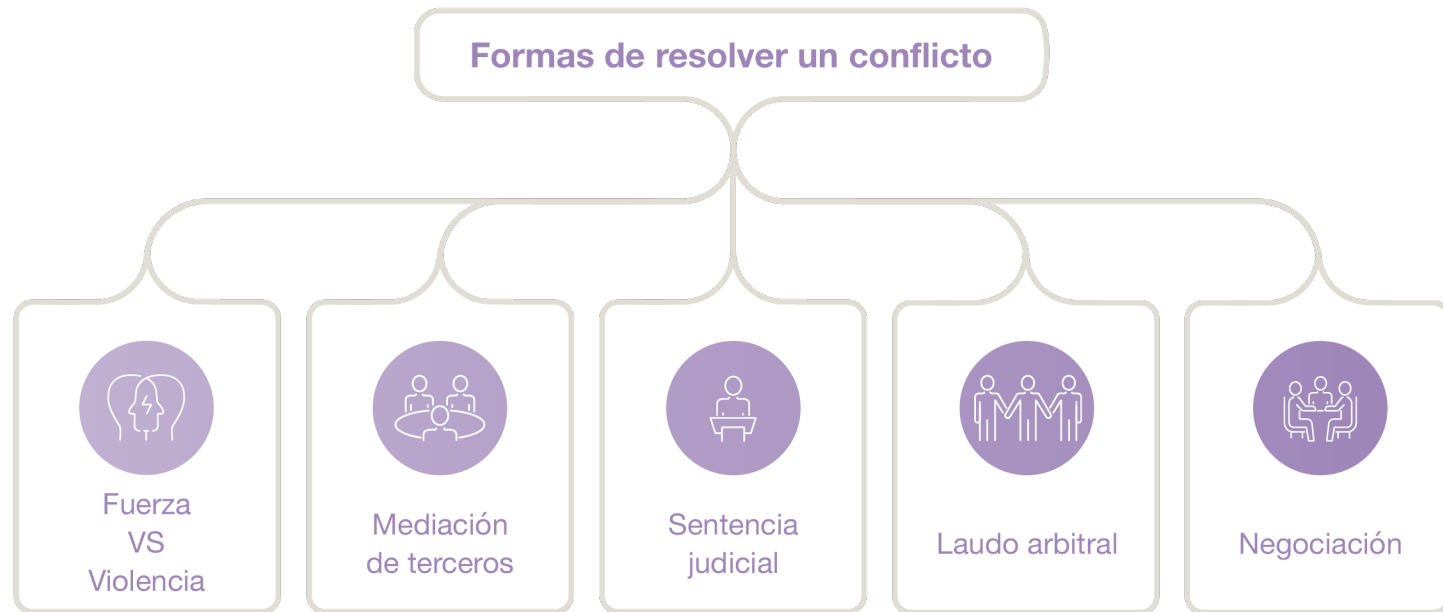 Formas de resolver un conflicto
Fuerza
VS
Violencia
Mediación
de terceros
Sentencia
judicial
Laudo arbitral
Negociación